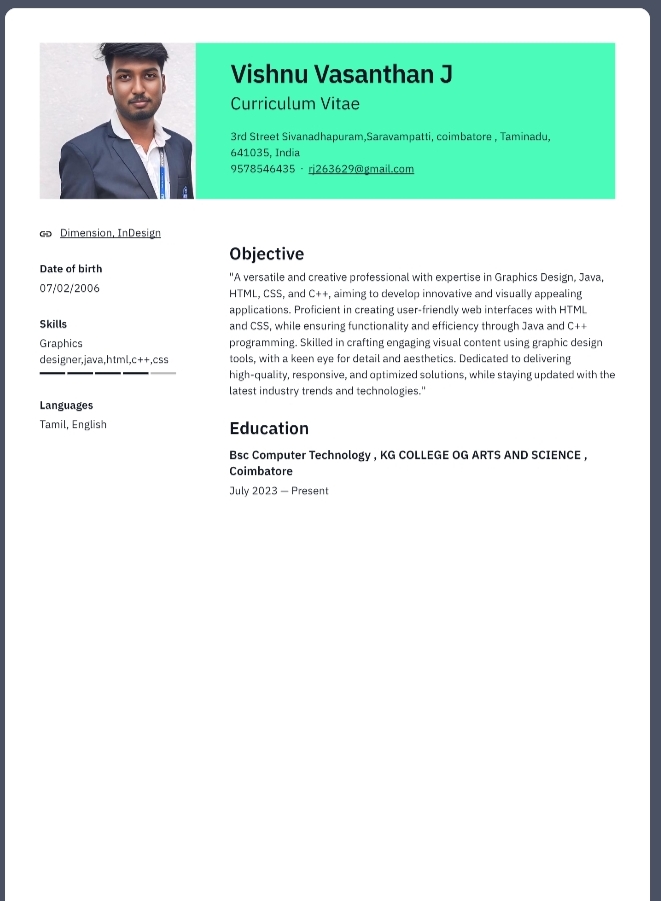 Vishnu Vasanthan J
Curriculum Vitae
3rd Street Sivanadhapuram,Saravampatti, coimbatore , Taminadu,
641035, India
9578546435 · rj263629@gmail.com
Dimension, InDesign
Date of birth
07/02/2006
Skills
Graphics
designer,java,html,c++,css
Languages
Tamil, English
Objective
"A versatile and creative professional with expertise in Graphics Design, Java,
HTML, CSS, and C++, aiming to develop innovative and visually appealing
applications. Proficient in creating user-friendly web interfaces with HTML
and CSS, while ensuring functionality and efficiency through Java and C++
programming. Skilled in crafting engaging visual content using graphic design
tools, with a keen eye for detail and aesthetics. Dedicated to delivering
high-quality, responsive, and optimized solutions, while staying updated with the
latest industry trends and technologies."
Education
Bsc Computer Technology , KG COLLEGE OG ARTS AND SCIENCE ,
Coimbatore
July 2023 — Present